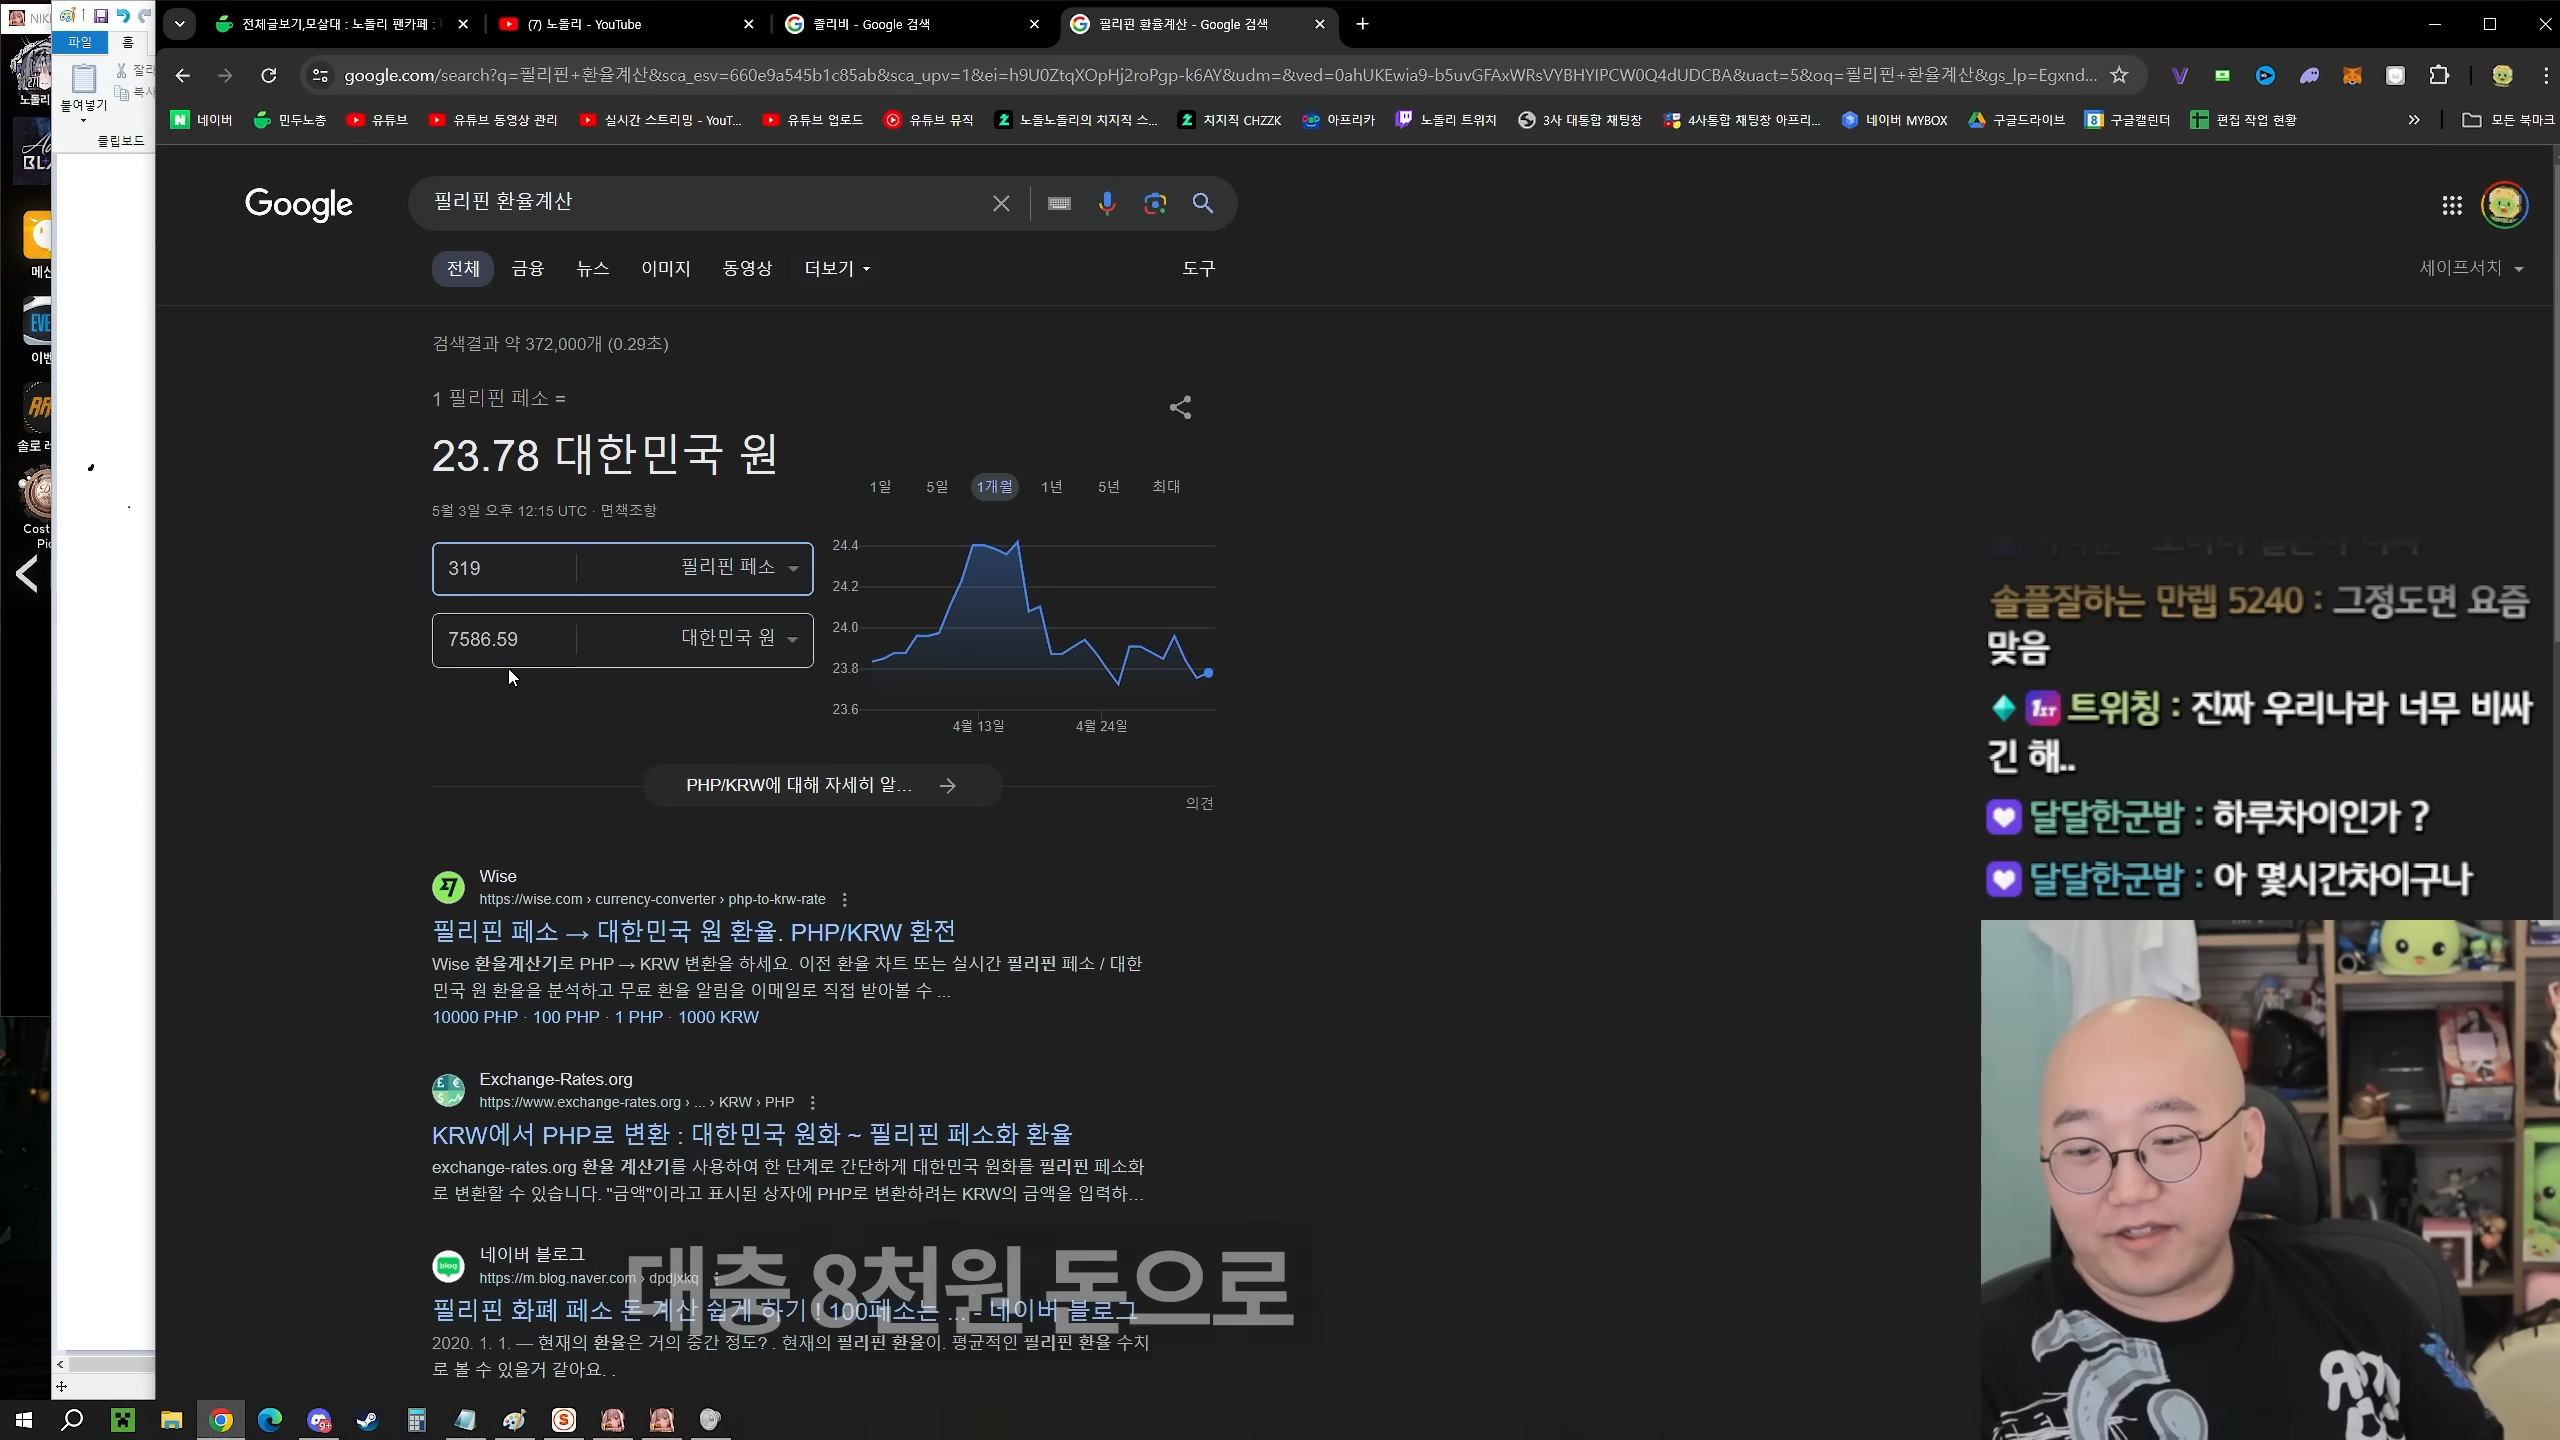 전체글보기,모살대 : 노돌리 팬카페 :
(7) 노돌리 - YouTube
졸리비 - Google 검색
필리핀 환율계산 - Google 검색
파일
홈
google.com/search?q=필리핀+환율계산&sca_esv=660e9a545b1c85ab&sca_upv=1&ei=h9U0ZtqXOpHj2roPgp-k6AY&udm=&ved=0ahUKEwia9-b5uvGFAxWRsVYBHYIPCW0Q4dUDCBA&uact=5&oq=필리핀+환율계산&gs_lp=Egxnd...
붙여넣기
클립보드
네이버
민두노총
유튜브
유튜브 동영상 관리
실시간 스트리밍 - YouT...
유튜브 업로드
유튜브 뮤직
노돌노돌리의 치지직 스...
치지직 CHZZK
아프리카
노돌리 트위치
3사 대통합 채팅창
4사통합 채팅창 아프리...
네이버 MYBOX
구글드라이브
구글캘린더
편집 작업 현황
모든 북마크
Google
필리핀 환율계산
전체
금융
뉴스
이미지
동영상
더보기
도구
세이프서치
검색결과 약 372,000개 (0.29초)
1 필리핀 페소 =
23.78 대한민국 원
5월 3일 오후 12:15 UTC · 면책조항
319
필리핀 페소
7586.59
대한민국 원
1일
5일
1개월
1년
5년
최대
24.4
24.2
24.0
23.8
23.6
4월 13일
4월 24일
PHP/KRW에 대해 자세히 알...
의견
Wise
https://wise.com › currency-converter › php-to-krw-rate
필리핀 페소 → 대한민국 원 환율. PHP/KRW 환전
Wise 환율계산기로 PHP → KRW 변환을 하세요. 이전 환율 차트 또는 실시간 필리핀 페소 / 대한
민국 원 환율을 분석하고 무료 환율 알림을 이메일로 직접 받아볼 수 ...
10000 PHP · 100 PHP · 1 PHP · 1000 KRW
Exchange-Rates.org
https://www.exchange-rates.org › ... › KRW › PHP
KRW에서 PHP로 변환 : 대한민국 원화 ~ 필리핀 페소화 환율
exchange-rates.org 환율 계산기를 사용하여 한 단계로 간단하게 대한민국 원화를 필리핀 페소화
로 변환할 수 있습니다. "금액"이라고 표시된 상자에 PHP로 변환하려는 KRW의 금액을 입력하...
네이버 블로그
https://m.blog.naver.com › dpdjxkq
필리핀 화폐 페소 돈 계산 쉽게 하기 ! 100페소는 ... - 네이버 블로그
2020. 1. 1. — 현재의 환율은 거의 중간 정도? . 현재의 필리핀 환율이. 평균적인 필리핀 환율 수치
로 볼 수 있을거 같아요. .
대충 8천원 돈으로
솔플잘하는 만렙 5240 : 그정도면 요즘
맞음
트위칭 : 진짜 우리나라 너무 비싸
긴 해..
달달한군밤 : 하루차이인가 ?
달달한군밤 : 아 몇시간차이구나